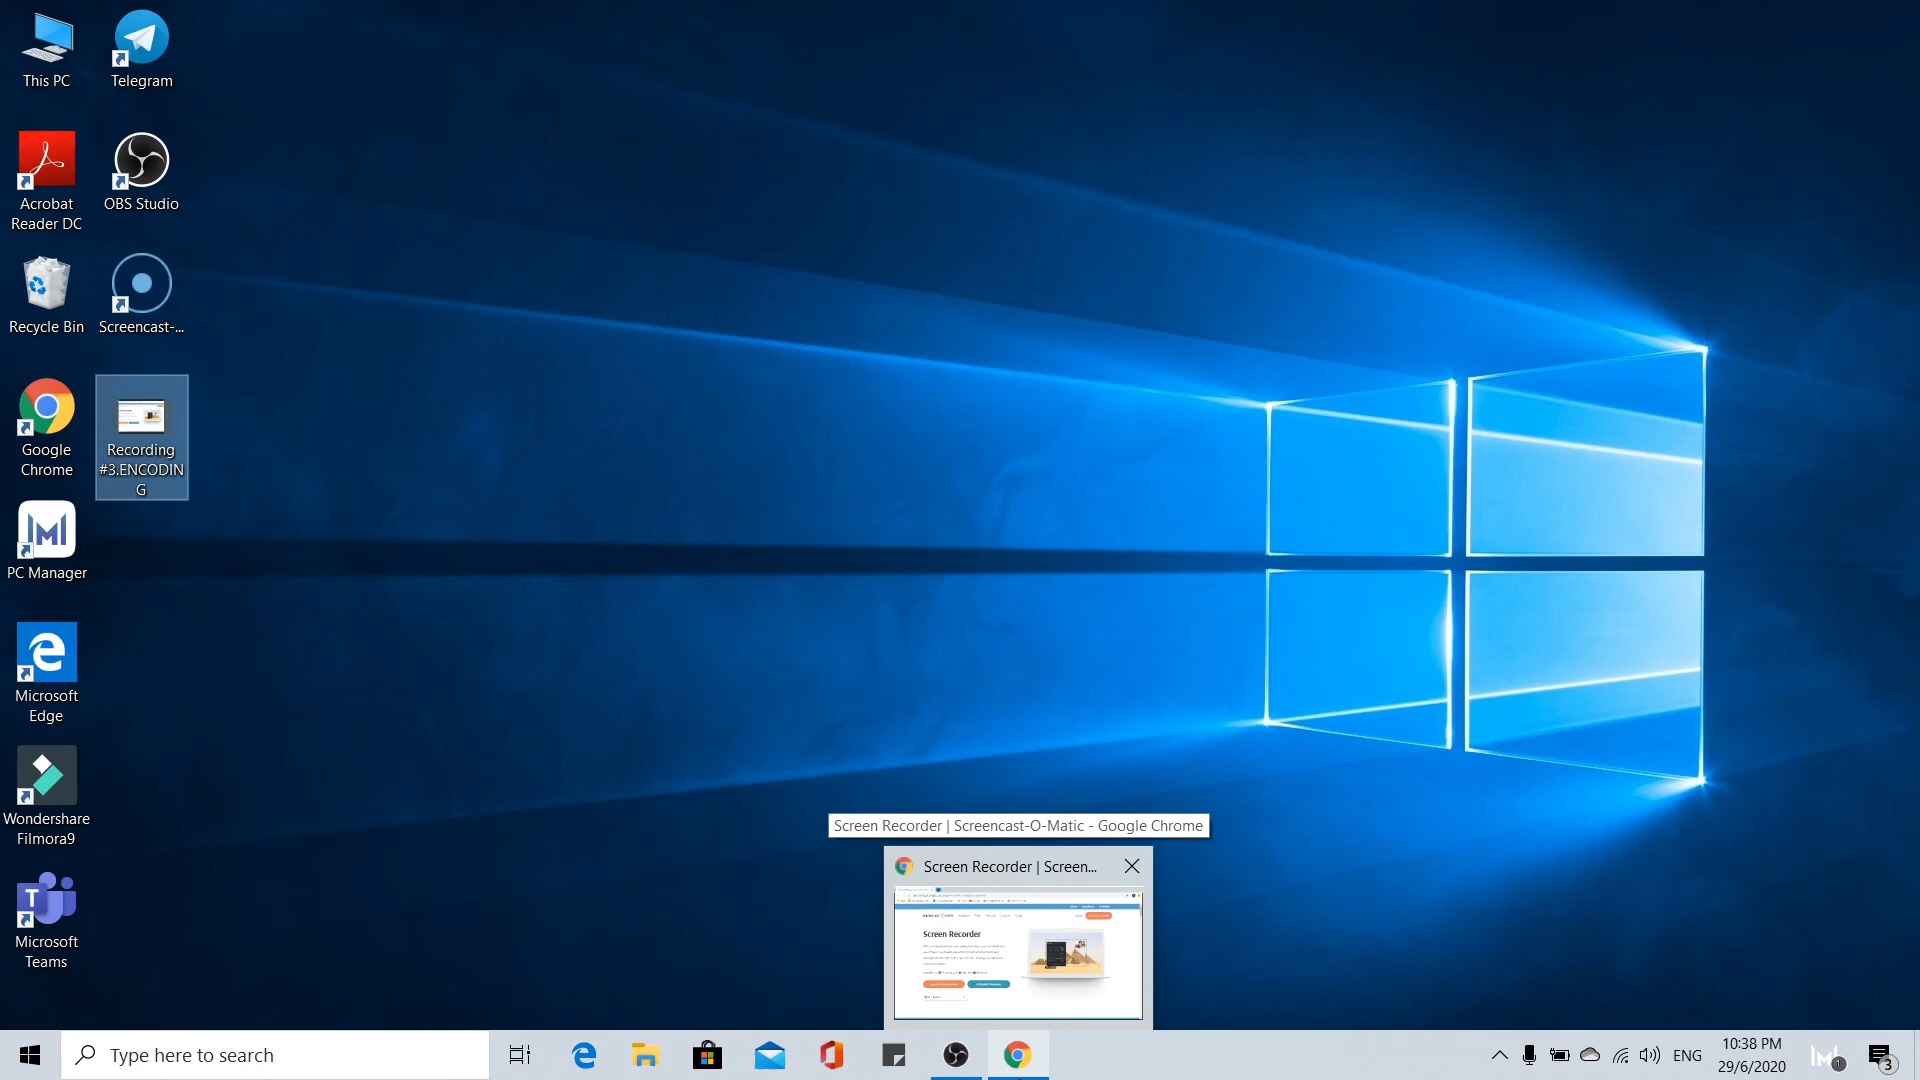 This PC
Telegram
Acrobat
Reader DC
OBS Studio
Recycle Bin
Screencast-...
Google
Chrome
Recording
#3.ENCODIN
G
PC Manager
Microsoft
Edge
Wondershare
Filmora9
Microsoft
Teams
Screen Recorder | Screencast-O-Matic - Google Chrome
Screen Recorder | Screen...
Screen Recorder
Type here to search
ENG
10:38 PM
29/6/2020
1
3